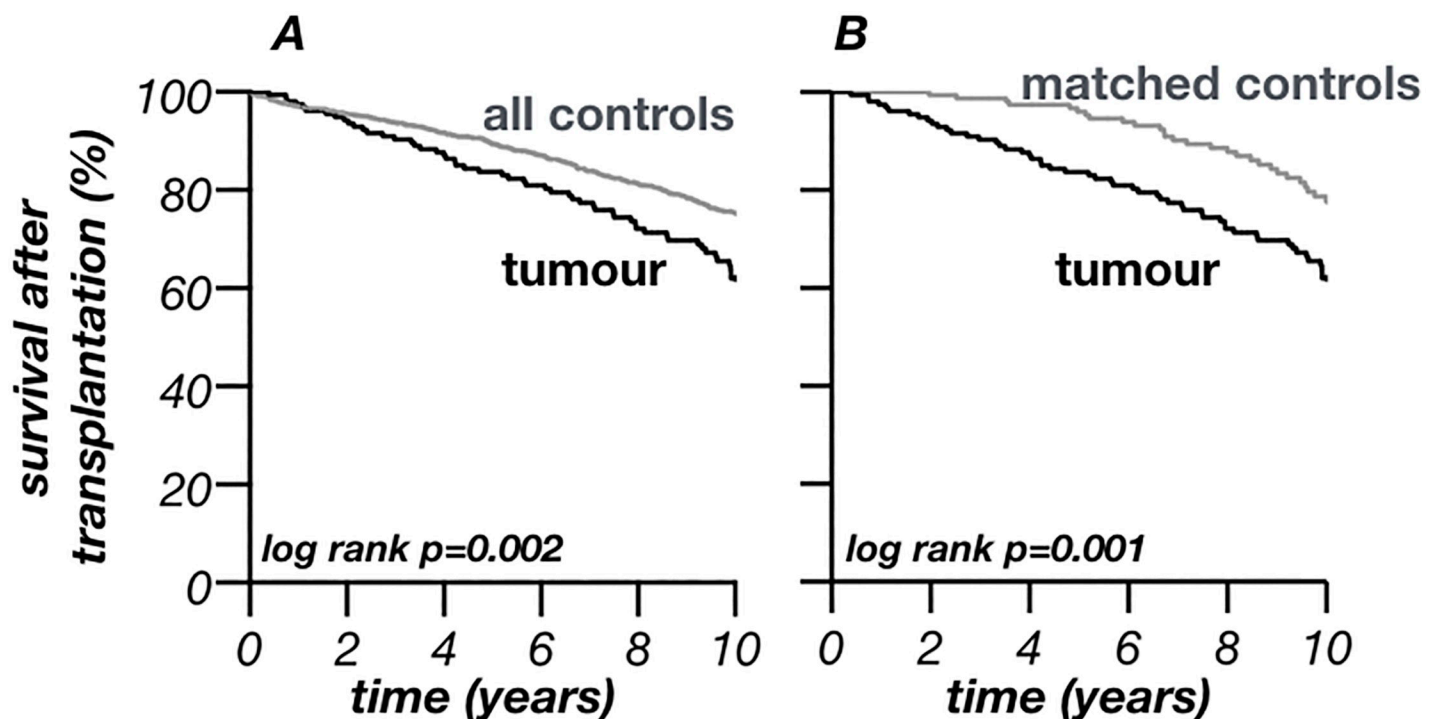 A
B
survival after
transplantation (%)
100
80
60
40
20
0
all controls
tumour
log rank p=0.002
0 2 4 6 8 10
time (years)
matched controls
tumour
log rank p=0.001
0 2 4 6 8 10
time (years)